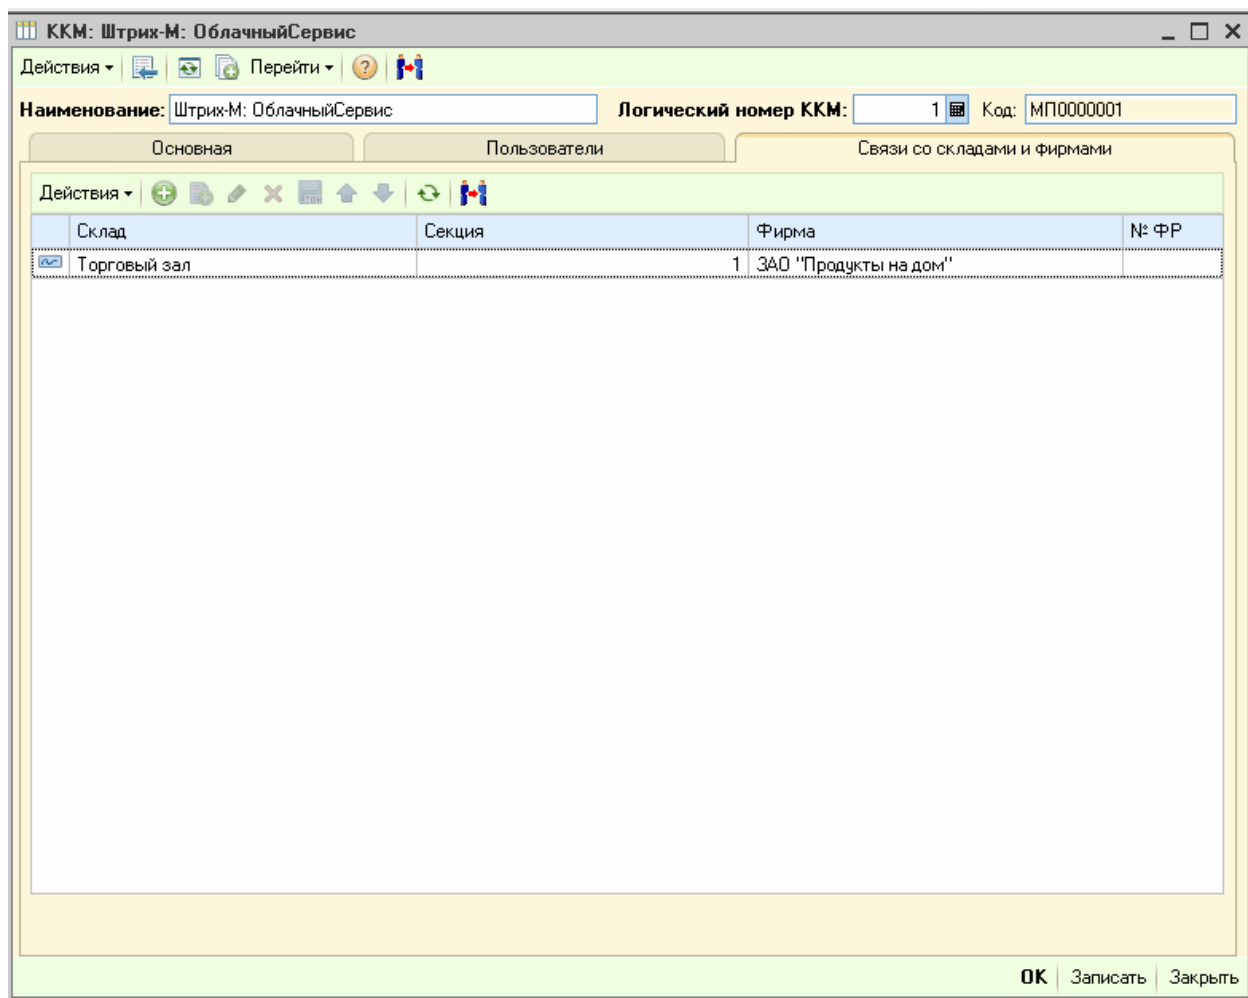 ККМ: Штрих-М: ОблачныйСервис
Действия Перейти
Наименование: Штрих-М: ОблачныйСервис Логический номер ККМ: 1 Код: МП0000001
Основная Пользователи Связи со складами и фирмами
Действия
Склад Секция Фирма № ФР
Торговый зал 1 ЗАО "Продукты на дом"
ОК Записать Закрыть